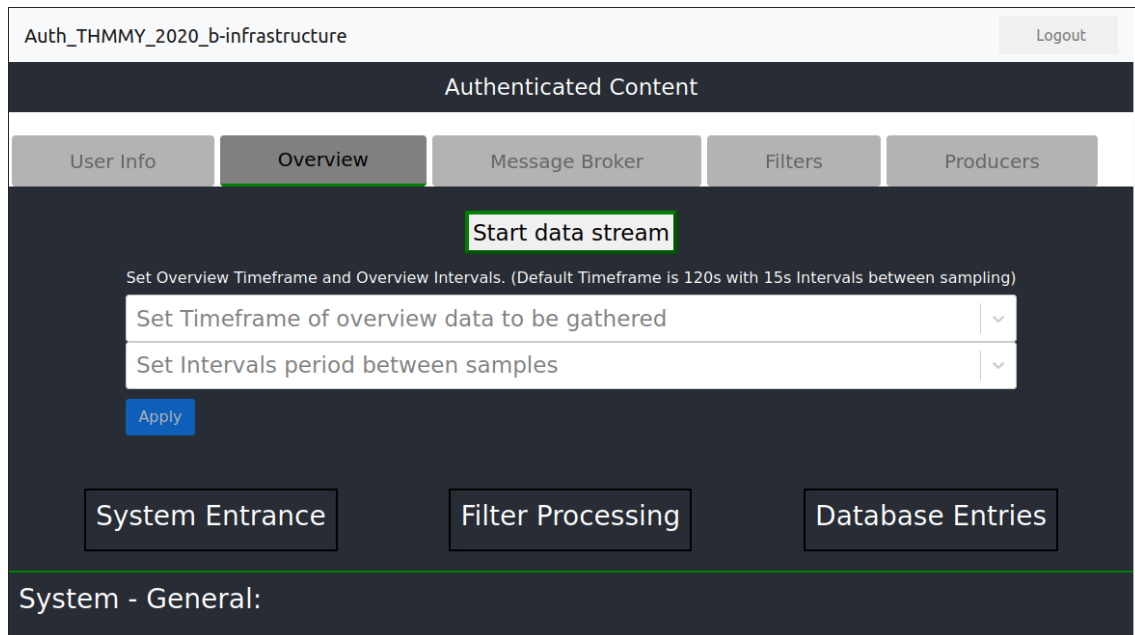 Auth_THMMY_2020_b-infrastructure
Logout
Authenticated Content
User Info
Overview
Message Broker
Filters
Producers
Start data stream
Set Overview Timeframe and Overview Intervals. (Default Timeframe is 120s with 15s Intervals between sampling)
Set Timeframe of overview data to be gathered
Set Intervals period between samples
Apply
System Entrance
Filter Processing
Database Entries
System - General: